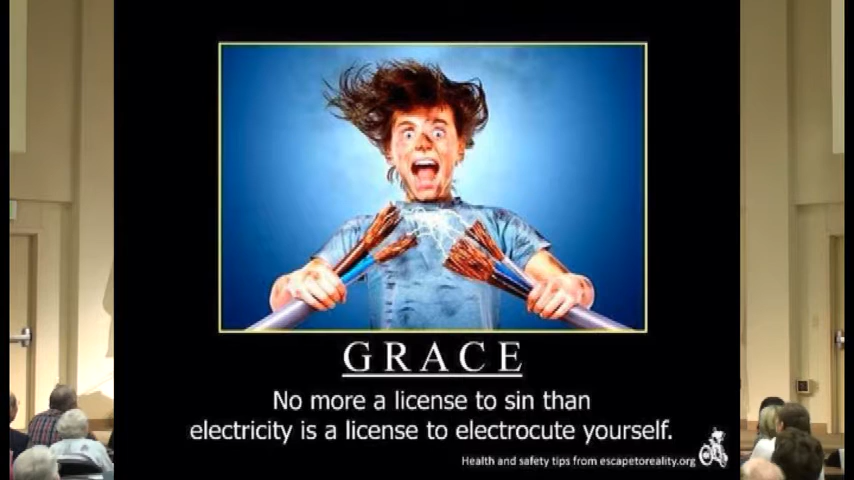 GRACE
No more a license to sin than
electricity is a license to electrocute yourself.
Health and safety tips from escapetoreality.org